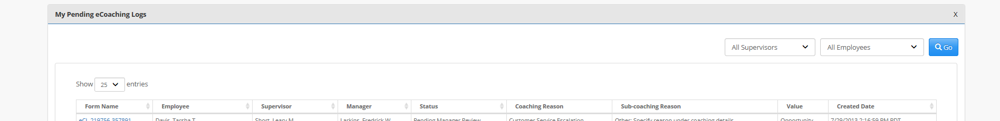 My Pending eCoaching Logs X
All Supervisors All Employees Go
Show 25 entries
Form Name Employee Supervisor Manager Status Coaching Reason Sub-coaching Reason Value Created Date
eCL-219756-357891 Davis, Tarsha T Short, Leary M Larkins, Fredrick W Pending Manager Review Customer Service Escalation Other: Specify reason under coaching details Opportunity 7/29/2013 2:16:59 PM PDT